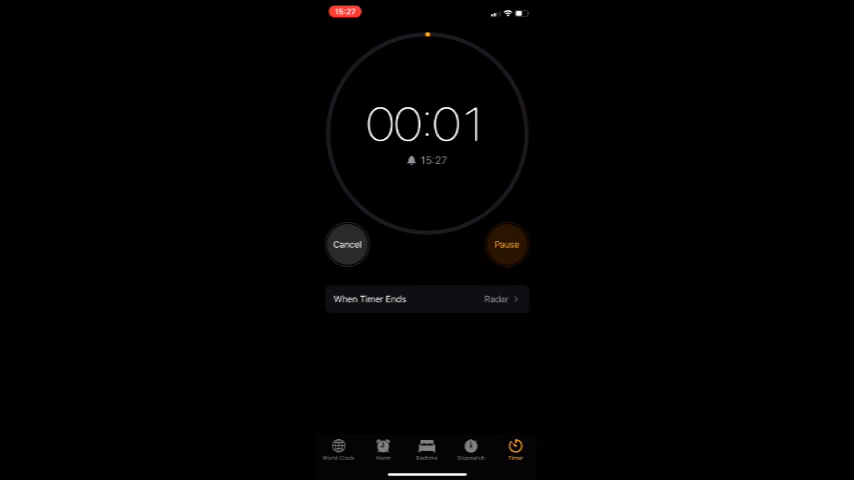 15:27
00:01
15:27
Cancel
Pause
When Timer Ends
Radar
World Clock
Alarm
Bedtime
Stopwatch
Timer